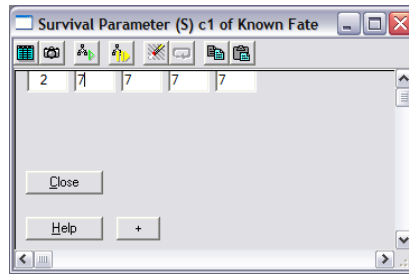 Survival Parameter (S) c1 of Known Fate
2 7 7 7 7
Close
Help +